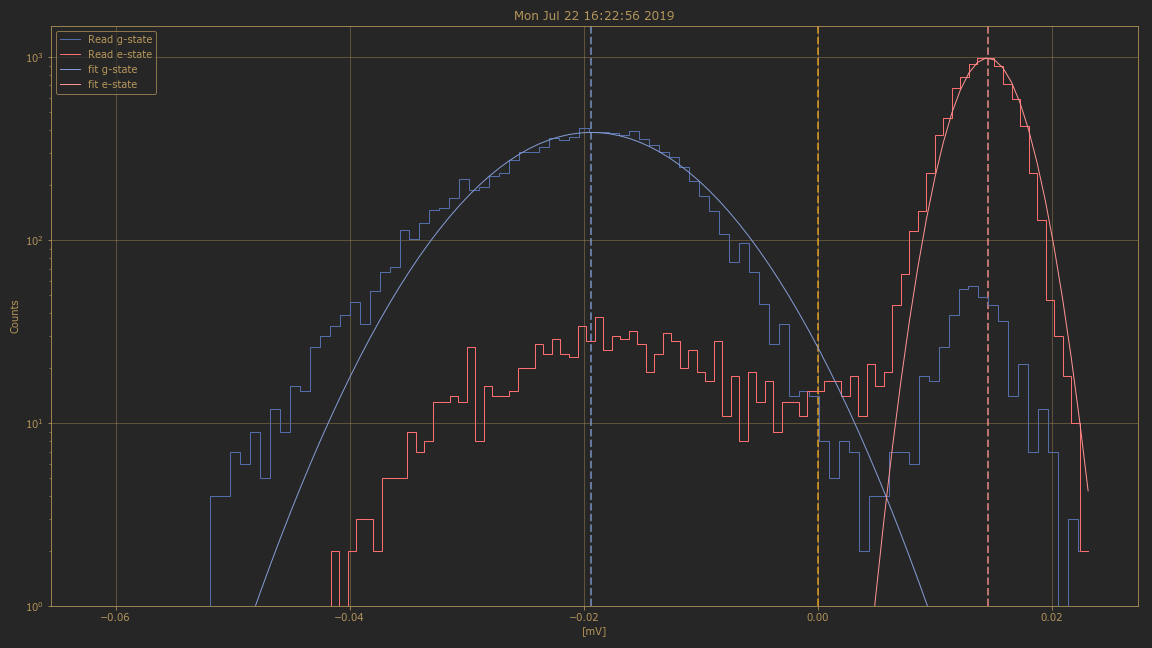 Mon Jul 22 16:22:56 2019
Read g-state
Read e-state
fit g-state
fit e-state
10³
10²
10¹
10⁰
Counts
−0.06
−0.04
−0.02
0.00
0.02
[mV]